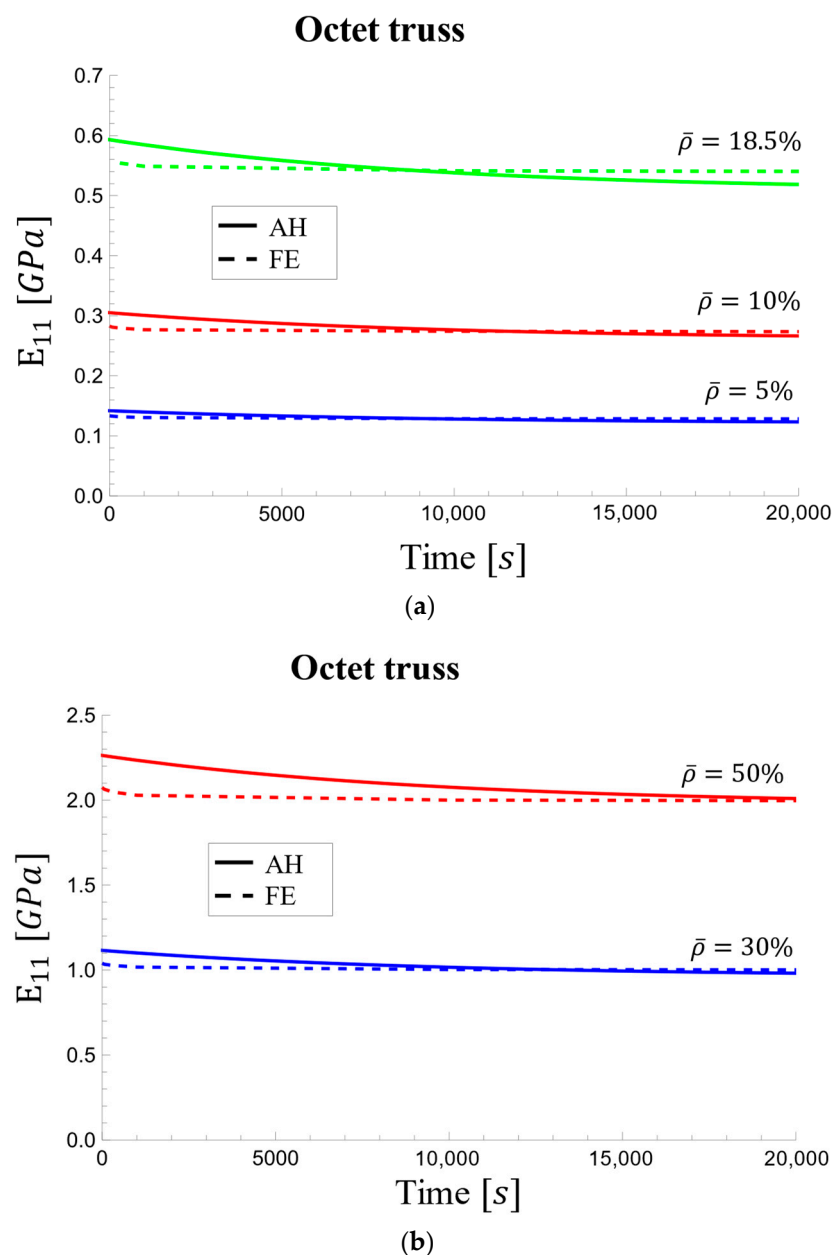 Octet truss
0.7
0.6
0.5
0.4
0.3
0.2
0.1
0.0
E₁₁ [GPa]
ρ̄ = 18.5%
AH
FE
ρ̄ = 10%
ρ̄ = 5%
0 5000 10,000 15,000 20,000
Time [s]
(a)
Octet truss
2.5
2.0
1.5
1.0
0.5
0.0
E₁₁ [GPa]
ρ̄ = 50%
AH
FE
ρ̄ = 30%
0 5000 10,000 15,000 20,000
Time [s]
(b)